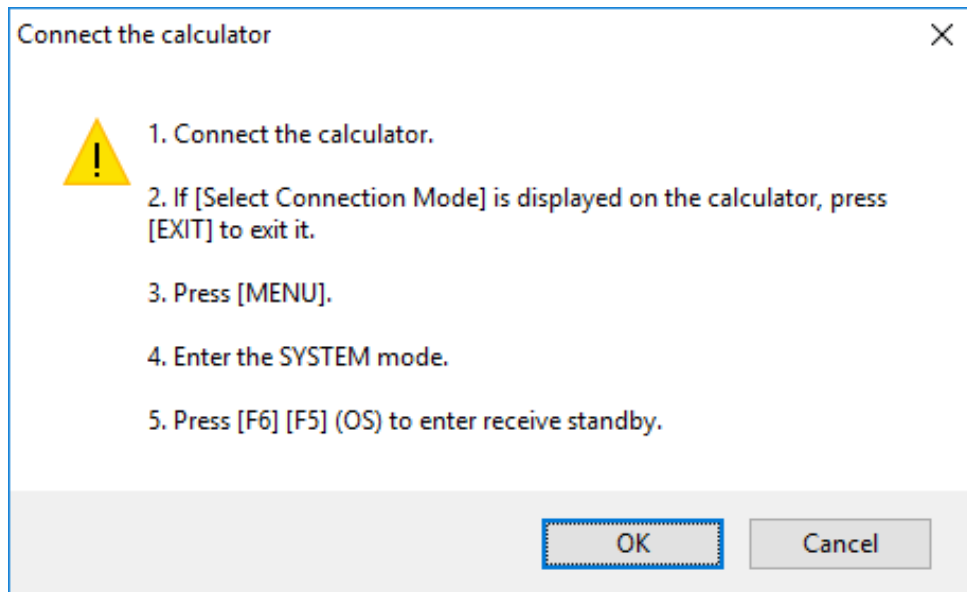 Connect the calculator
1. Connect the calculator.
2. If [Select Connection Mode] is displayed on the calculator, press
[EXIT] to exit it.
3. Press [MENU].
4. Enter the SYSTEM mode.
5. Press [F6] [F5] (OS) to enter receive standby.
OK
Cancel